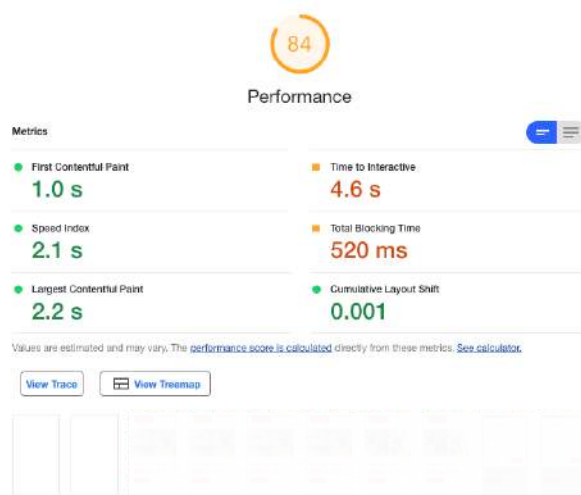 84
Performance
Metrics
First Contentful Paint
1.0 s
Time to Interactive
4.6 s
Speed Index
2.1 s
Total Blocking Time
520 ms
Largest Contentful Paint
2.2 s
Cumulative Layout Shift
0.001
Values are estimated and may vary. The performance score is calculated directly from these metrics. See calculator.
View Trace
View Treemap